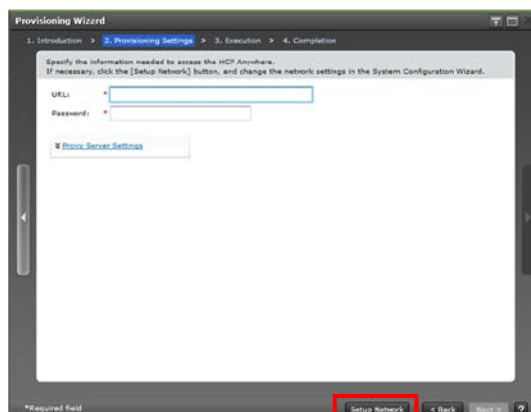 Provisioning Wizard
1. Introduction > 2. Provisioning Settings > 3. Execution > 4. Completion
Specify the information needed to access the HCP Anywhere.
If necessary, click the [Setup Network] button, and change the network settings in the System Configuration Wizard.
URL: *
Password: *
Proxy Server Settings
*Required field
Setup Network < Back Next > ?